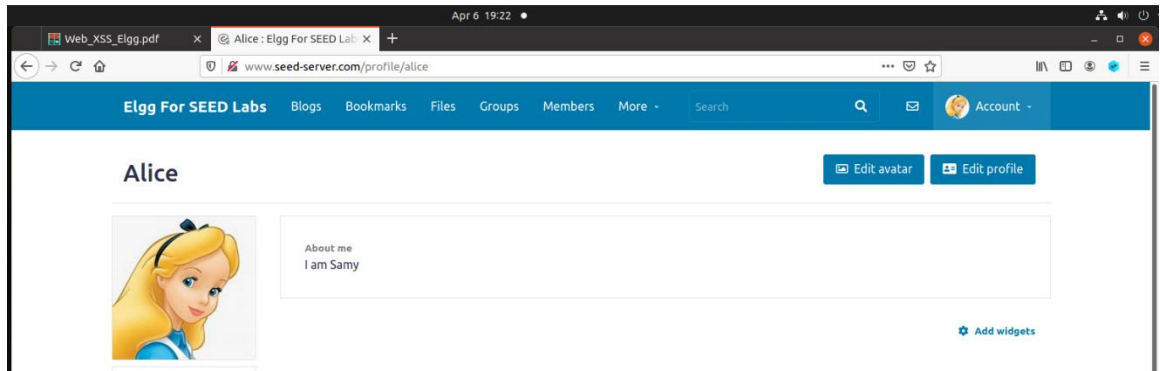 Apr 6 19:22
Web_XSS_Elgg.pdf Alice : Elgg For SEED Lab
www.seed-server.com/profile/alice
Elgg For SEED Labs Blogs Bookmarks Files Groups Members More Search Account
Alice Edit avatar Edit profile
About me
I am Samy
Add widgets